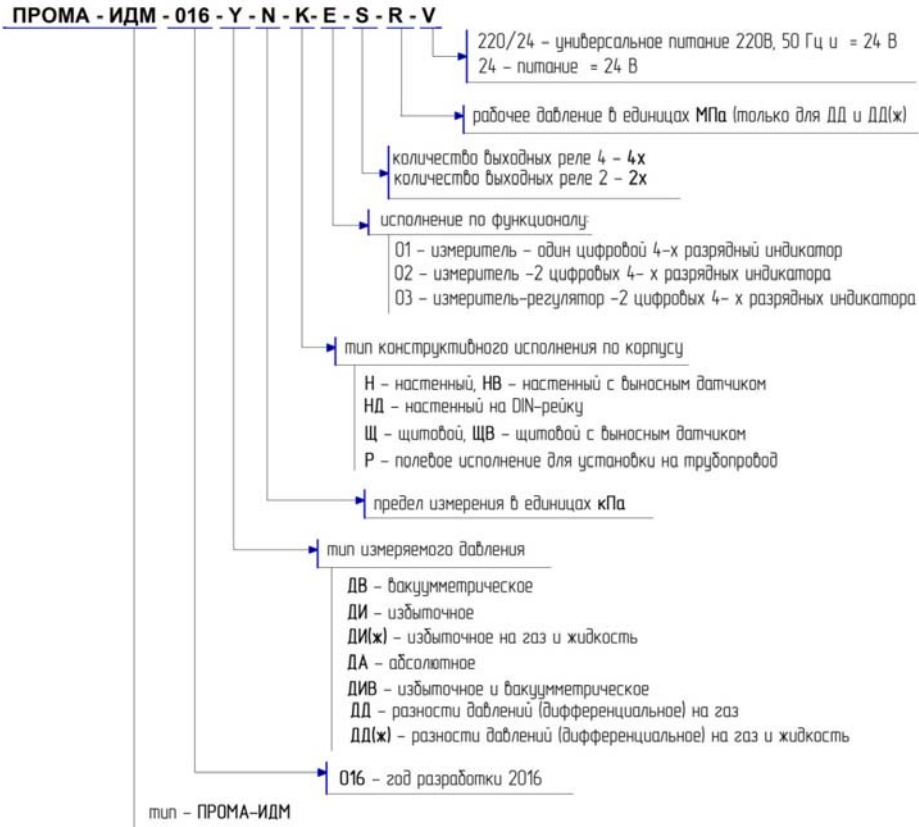 ПРОМА - ИДМ - 016 - Y - N - K- E - S - R - V
220/24 – универсальное питание 220В, 50 Гц и = 24 В
24 – питание = 24 В
рабочее давление в единицах МПа (только для ДД и ДД(ж)
количество выходных реле 4 – 4х
количество выходных реле 2 – 2х
исполнение по функционалу:
01 – измеритель – один цифровой 4-х разрядный индикатор
02 – измеритель -2 цифровых 4- х разрядных индикатора
03 – измеритель-регулятор -2 цифровых 4- х разрядных индикатора
тип конструктивного исполнения по корпусу
Н – настенный, НВ – настенный с выносным датчиком
НД – настенный на DIN-рейку
Щ – щитовой, ЩВ – щитовой с выносным датчиком
Р – полевое исполнение для установки на трубопровод
предел измерения в единицах кПа
тип измеряемого давления
ДВ – вакуумметрическое
ДИ – избыточное
ДИ(ж) – избыточное на газ и жидкость
ДА – абсолютное
ДИВ – избыточное и вакуумметрическое
ДД – разности давлений (дифференциальное) на газ
ДД(ж) – разности давлений (дифференциальное) на газ и жидкость
016 – год разработки 2016
тип – ПРОМА-ИДМ